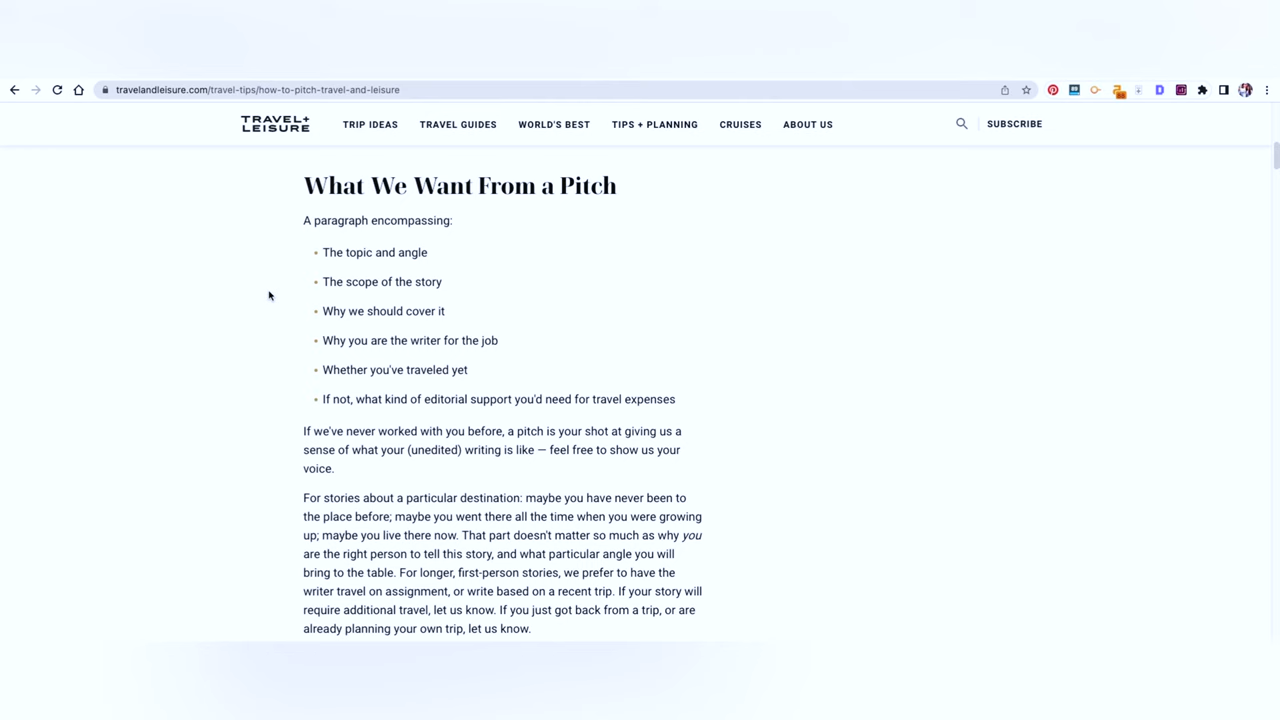 travelandleisure.com/travel-tips/how-to-pitch-travel-and-leisure
TRAVEL+
LEISURE
TRIP IDEAS
TRAVEL GUIDES
WORLD'S BEST
TIPS + PLANNING
CRUISES
ABOUT US
SUBSCRIBE
What We Want From a Pitch
A paragraph encompassing:
• The topic and angle
• The scope of the story
• Why we should cover it
• Why you are the writer for the job
• Whether you've traveled yet
• If not, what kind of editorial support you'd need for travel expenses
If we've never worked with you before, a pitch is your shot at giving us a
sense of what your (unedited) writing is like — feel free to show us your
voice.
For stories about a particular destination: maybe you have never been to
the place before; maybe you went there all the time when you were growing
up; maybe you live there now. That part doesn't matter so much as why you
are the right person to tell this story, and what particular angle you will
bring to the table. For longer, first-person stories, we prefer to have the
writer travel on assignment, or write based on a recent trip. If your story will
require additional travel, let us know. If you just got back from a trip, or are
already planning your own trip, let us know.